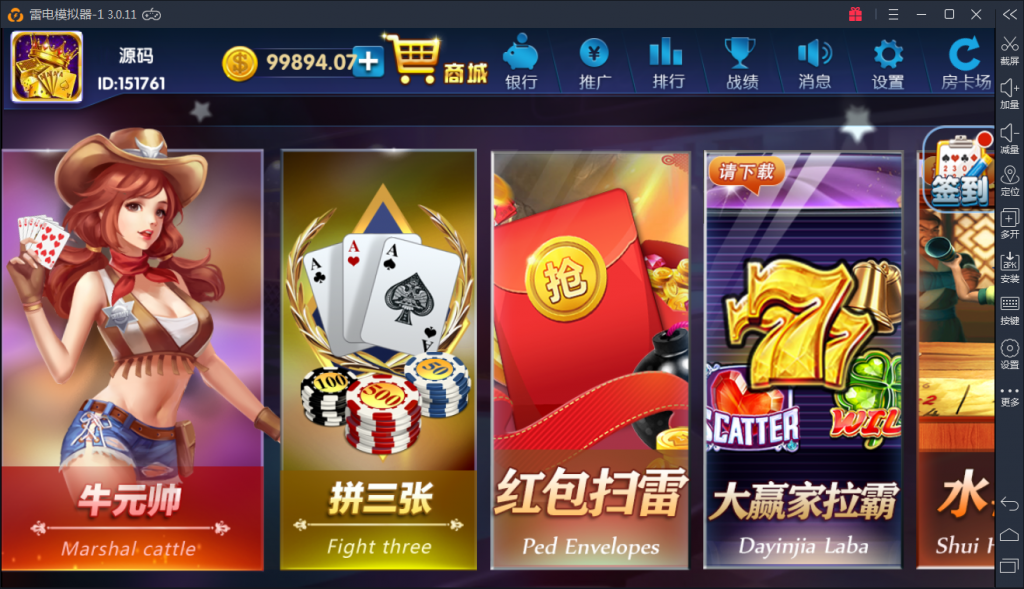 雷电模拟器-1 3.0.11
源码
ID:151761
99894.07
商城
银行
推广
排行
战绩
消息
设置
房卡场
请下载
签到
抢
A
A
A
100
500
50
7
SCATTER
WILD
牛元帅
Marshal cattle
拼三张
Fight three
红包扫雷
Ped Envelopes
大赢家拉霸
Dayinjia Laba
水
Shui
截屏
加量
减量
定位
多开
APK
安装
按键
设置
更多